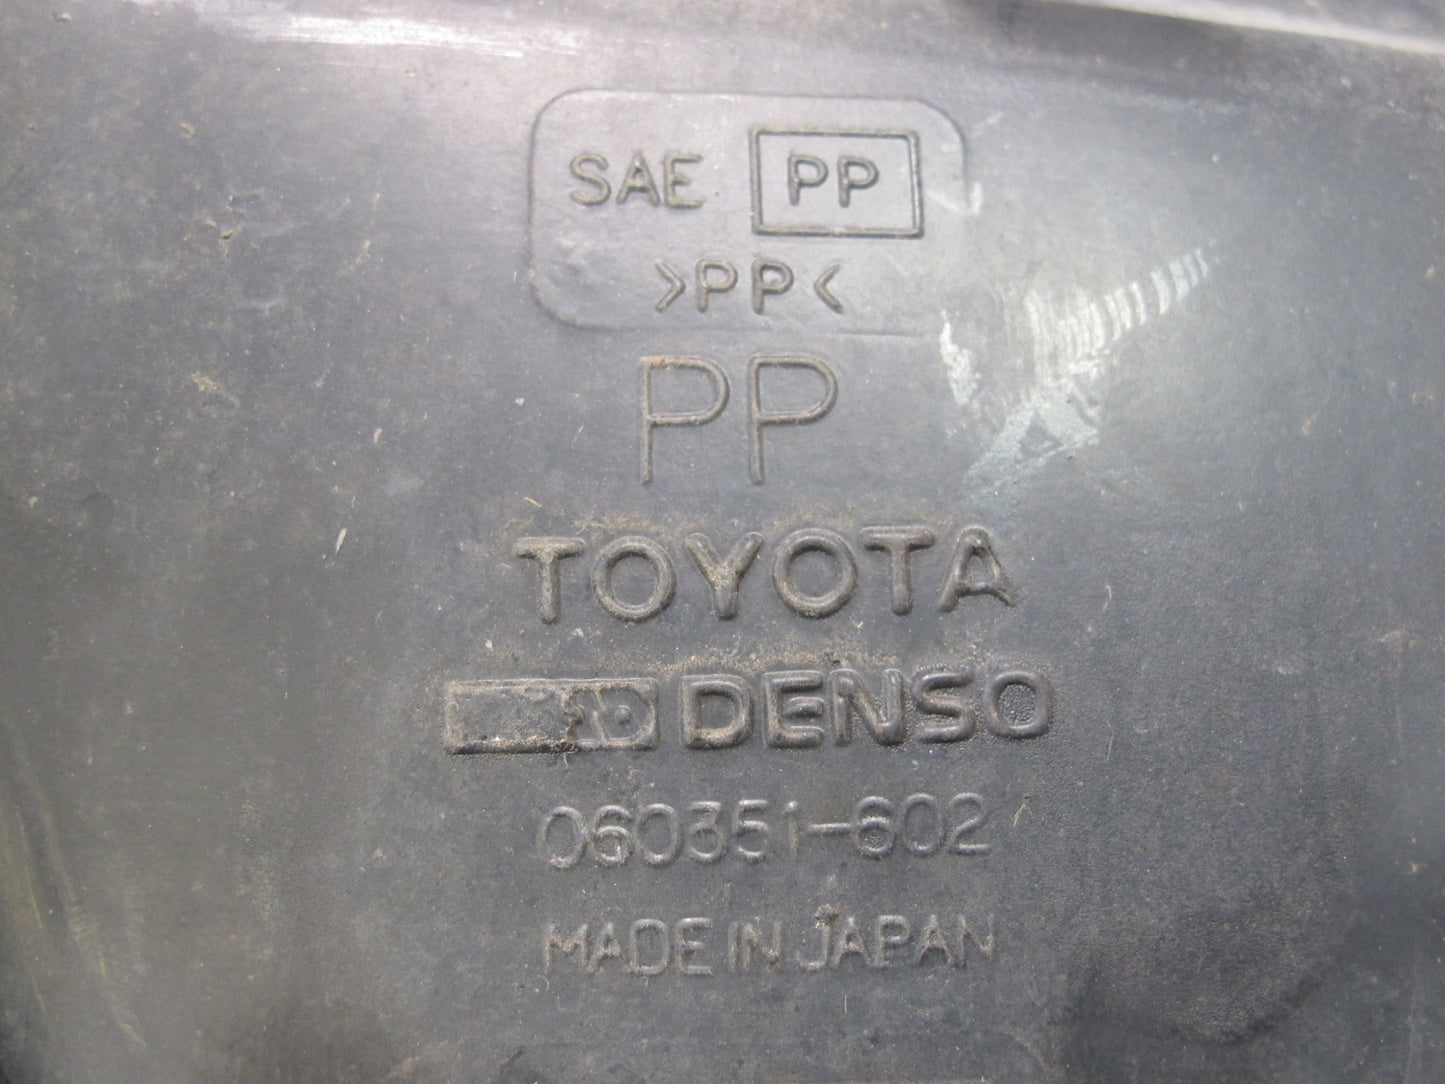 SAE PP
>PP<
PP
TOYOTA
DENSO
060351-602
MADE IN JAPAN